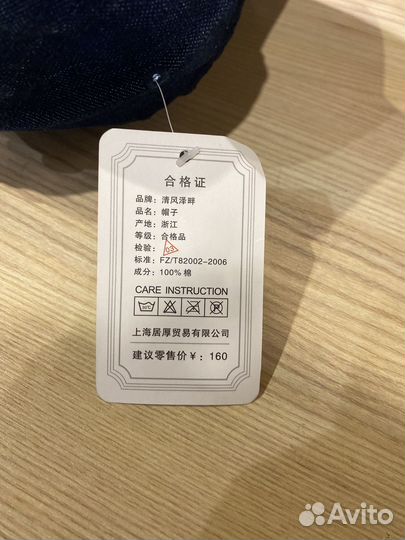 合格证
品牌: 清风泽畔
品名: 帽子
产地: 浙江
等级: 合格品
检验: 03
标准: FZ/T82002-2006
成分: 100% 棉
CARE INSTRUCTION
上海居厚贸易有限公司
建议零售价￥: 160
Avito